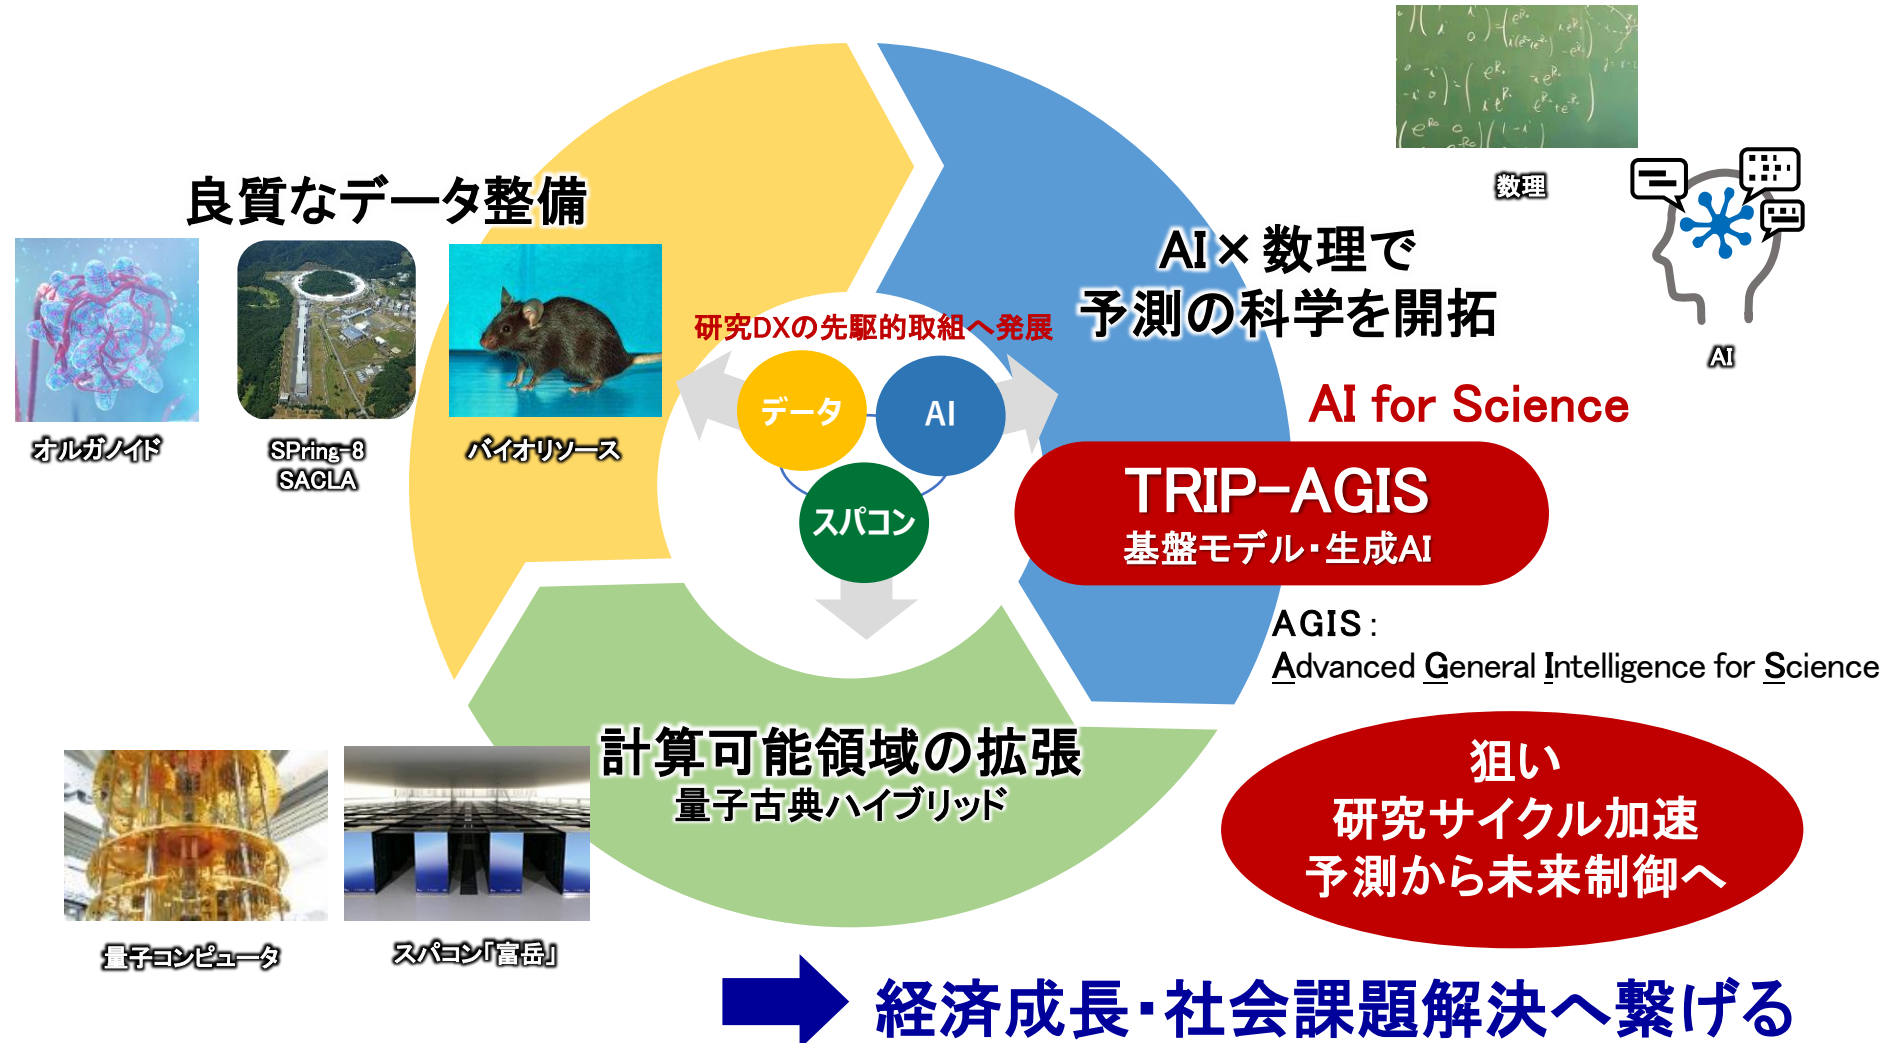 数理
良質なデータ整備
AI×数理で
予測の科学を開拓
AI
研究DXの先駆的取組へ発展
データ
AI
スパコン
オルガノイド
SPring-8
SACLA
バイオリソース
AI for Science
TRIP-AGIS
基盤モデル・生成AI
AGIS：
Advanced General Intelligence for Science
計算可能領域の拡張
量子古典ハイブリッド
狙い
研究サイクル加速
予測から未来制御へ
量子コンピュータ
スパコン「富岳」
経済成長・社会課題解決へ繋げる